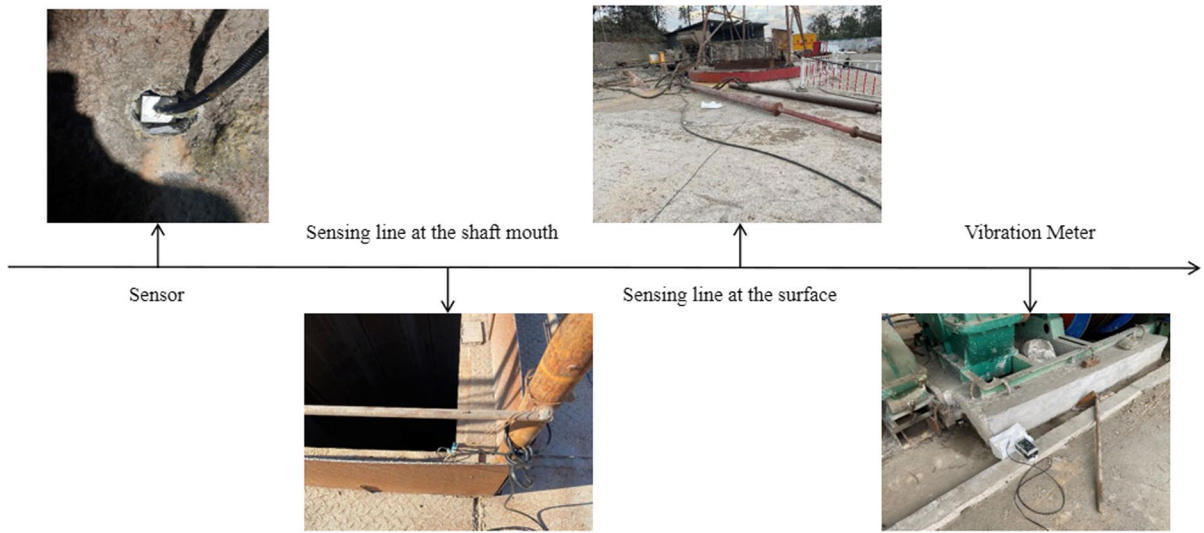 Sensing line at the shaft mouth
Vibration Meter
Sensor
Sensing line at the surface